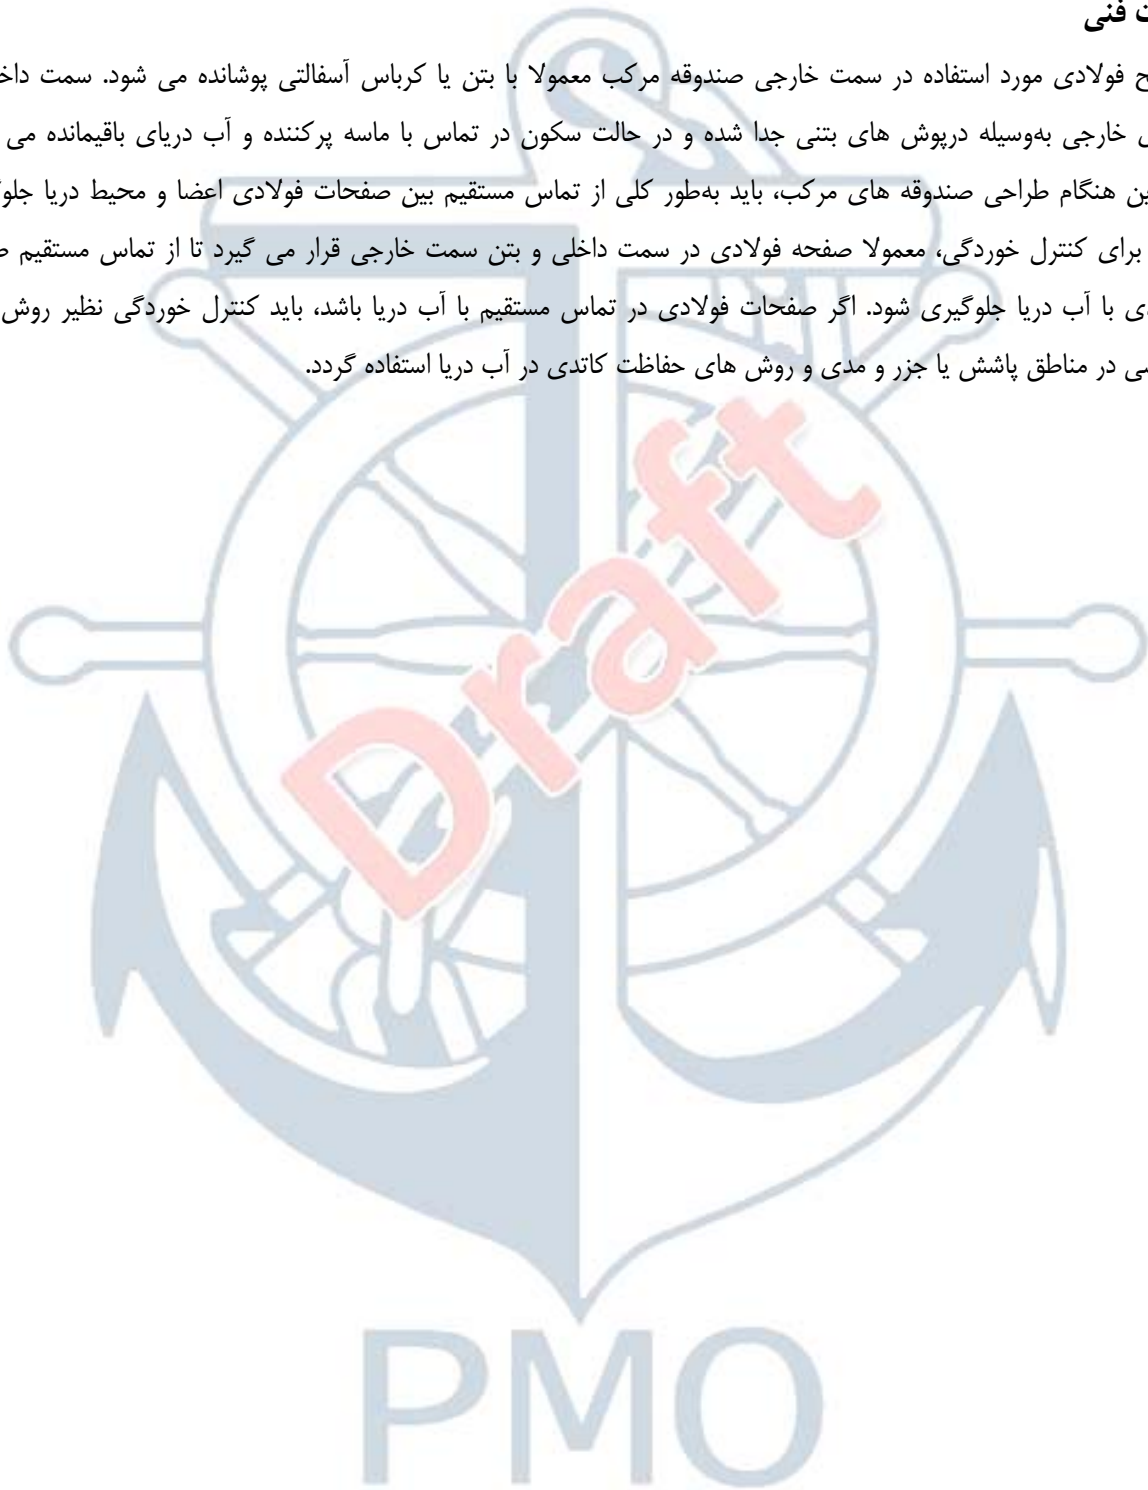 ت فنی
ح فولادی مورد استفاده در سمت خارجی صندوقه مرکب معمولا با بتن یا کرباس آسفالتی پوشانده می شود. سمت داخ
ی خارجی به‌وسیله درپوش های بتنی جدا شده و در حالت سکون در تماس با ماسه پرکننده و آب دریای باقیمانده می
ین هنگام طراحی صندوقه های مرکب، باید به‌طور کلی از تماس مستقیم بین صفحات فولادی اعضا و محیط دریا جلو
برای کنترل خوردگی، معمولا صفحه فولادی در سمت داخلی و بتن سمت خارجی قرار می گیرد تا از تماس مستقیم ص
ی با آب دریا جلوگیری شود. اگر صفحات فولادی در تماس مستقیم با آب دریا باشد، باید کنترل خوردگی نظیر روش
سی در مناطق پاشش یا جزر و مدی و روش های حفاظت کاتدی در آب دریا استفاده گردد.
Draft
PMO